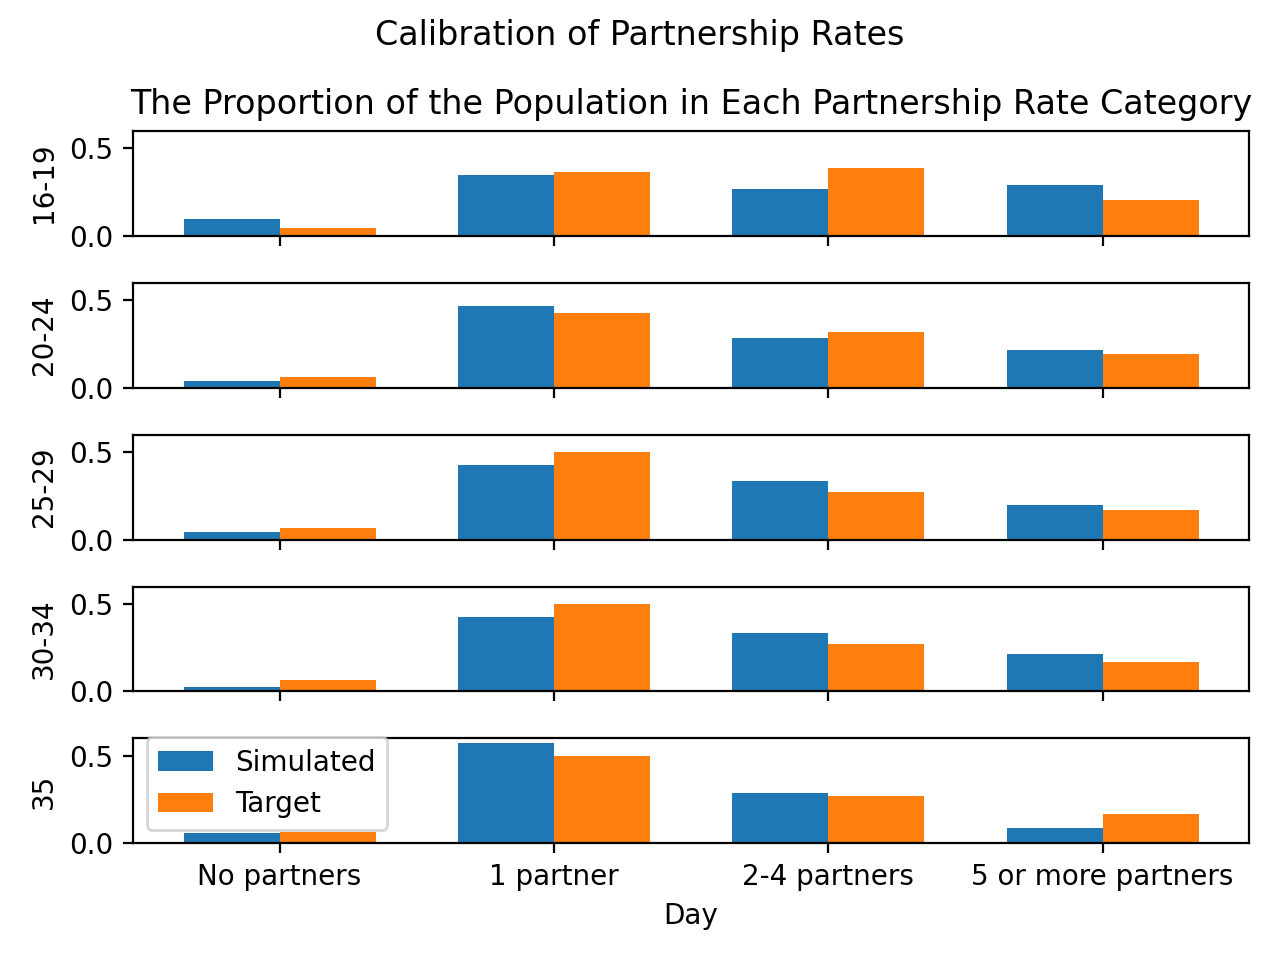 Calibration of Partnership Rates
The Proportion of the Population in Each Partnership Rate Category
0.5
16-19
0.0
0.5
20-24
0.0
0.5
25-29
0.0
0.5
30-34
0.0
0.5
35
0.0
Simulated
Target
No partners
1 partner
2-4 partners
5 or more partners
Day